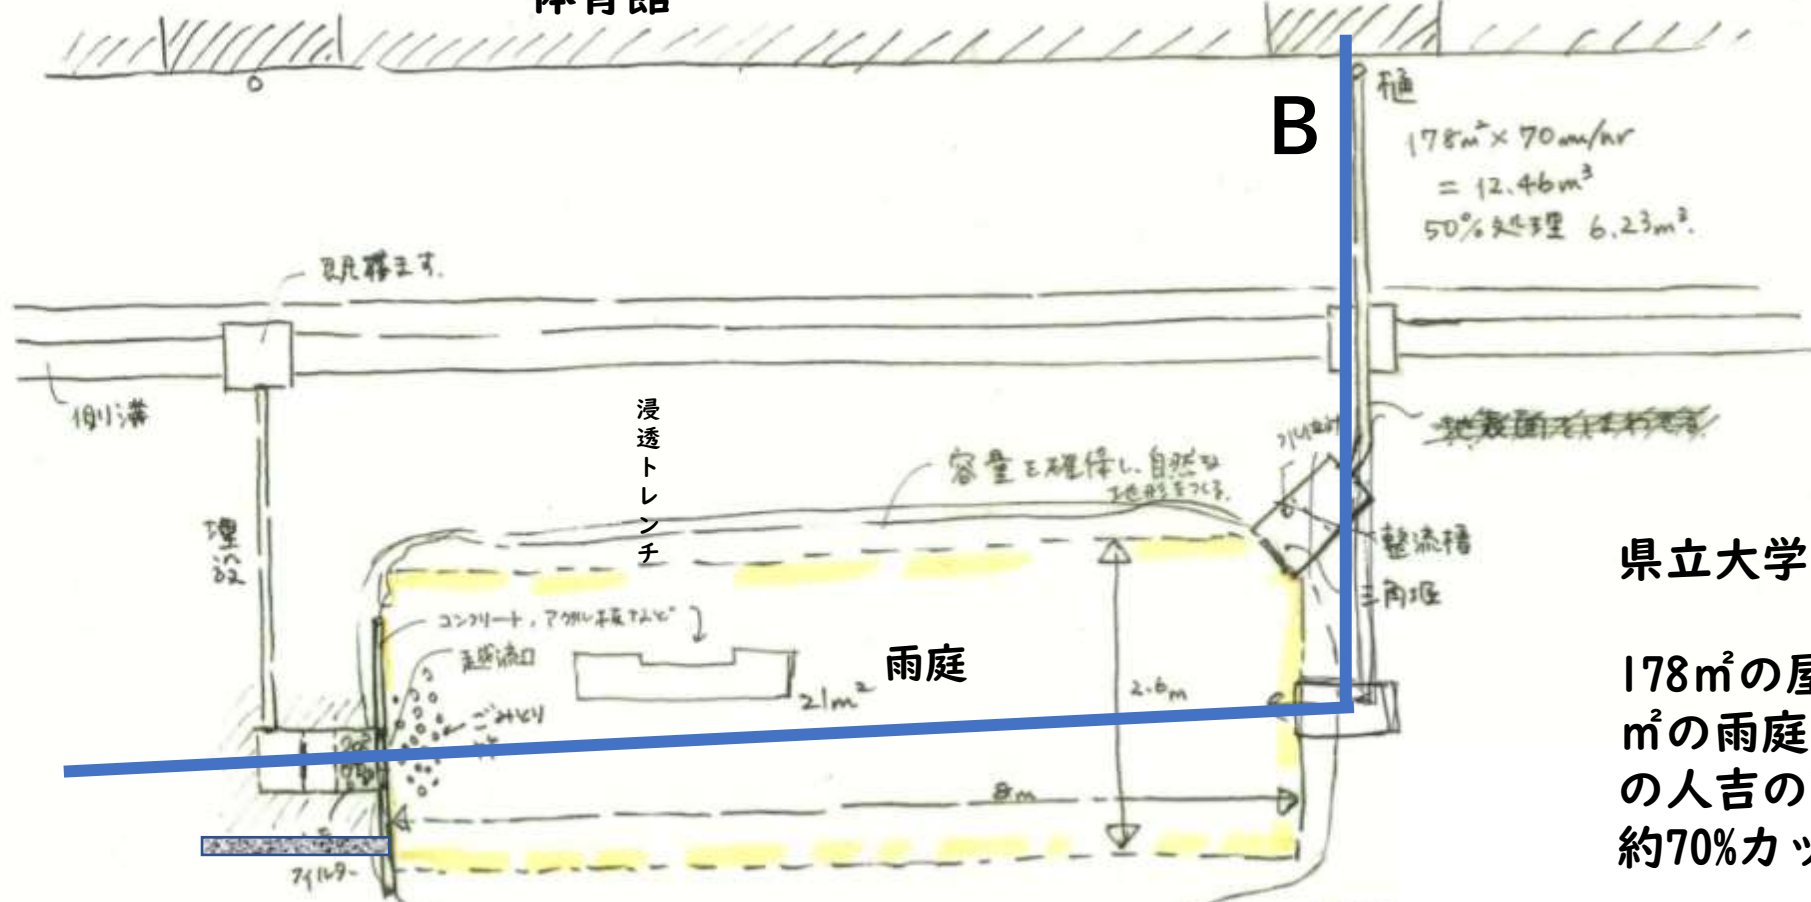 体育館
B
樋
178m²×70mm/hr
= 12.46m³
50%処理 6.23m³.
既存ます.
側溝
浸透トレンチ
容量を確保し、自然な
地形をつくる.
埋設
整流槽
三角堰
コンクリート, アクリル板など
越流口
ごみとり
21m²
雨庭
2.6m
8m
フィルター
県立大学
178㎡の屋
㎡の雨庭
の人吉の
約70%カッ